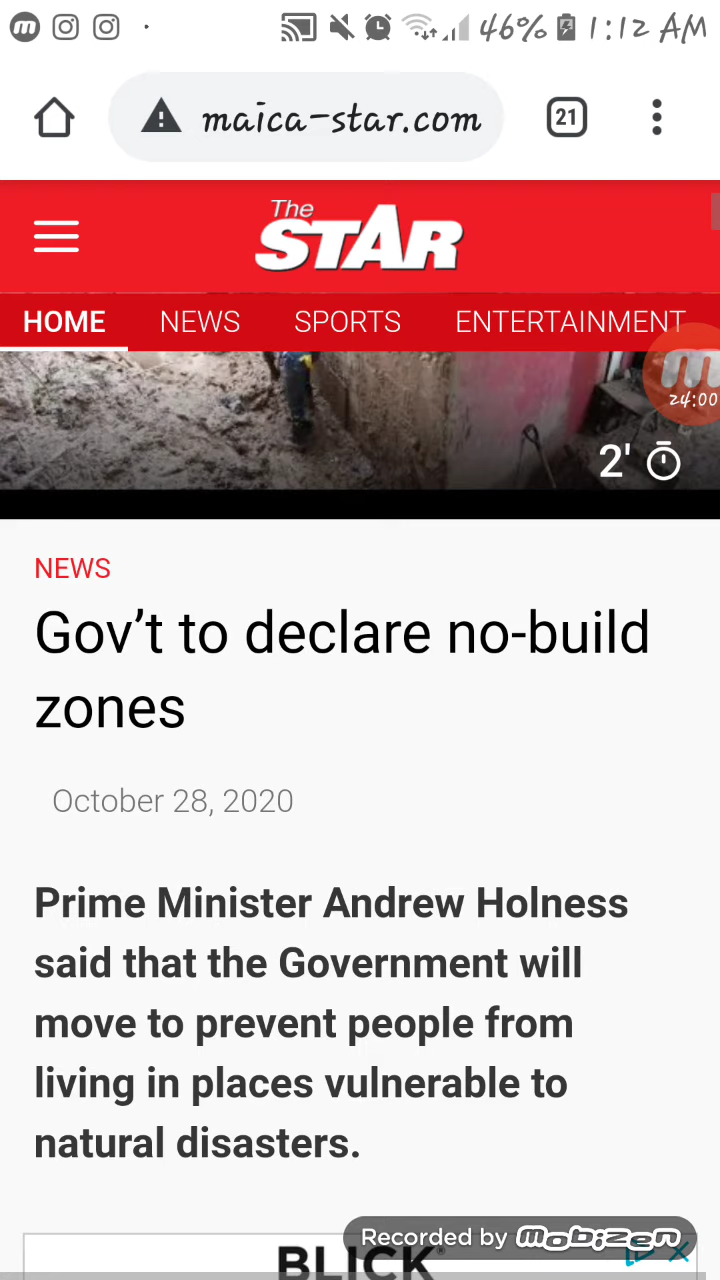 46% 1:12 AM
maica-star.com
21
The
STAR
HOME NEWS SPORTS ENTERTAINMENT
24:00
2'
NEWS
Gov’t to declare no-build
zones
October 28, 2020
Prime Minister Andrew Holness
said that the Government will
move to prevent people from
living in places vulnerable to
natural disasters.
Recorded by mobizen
BLICK